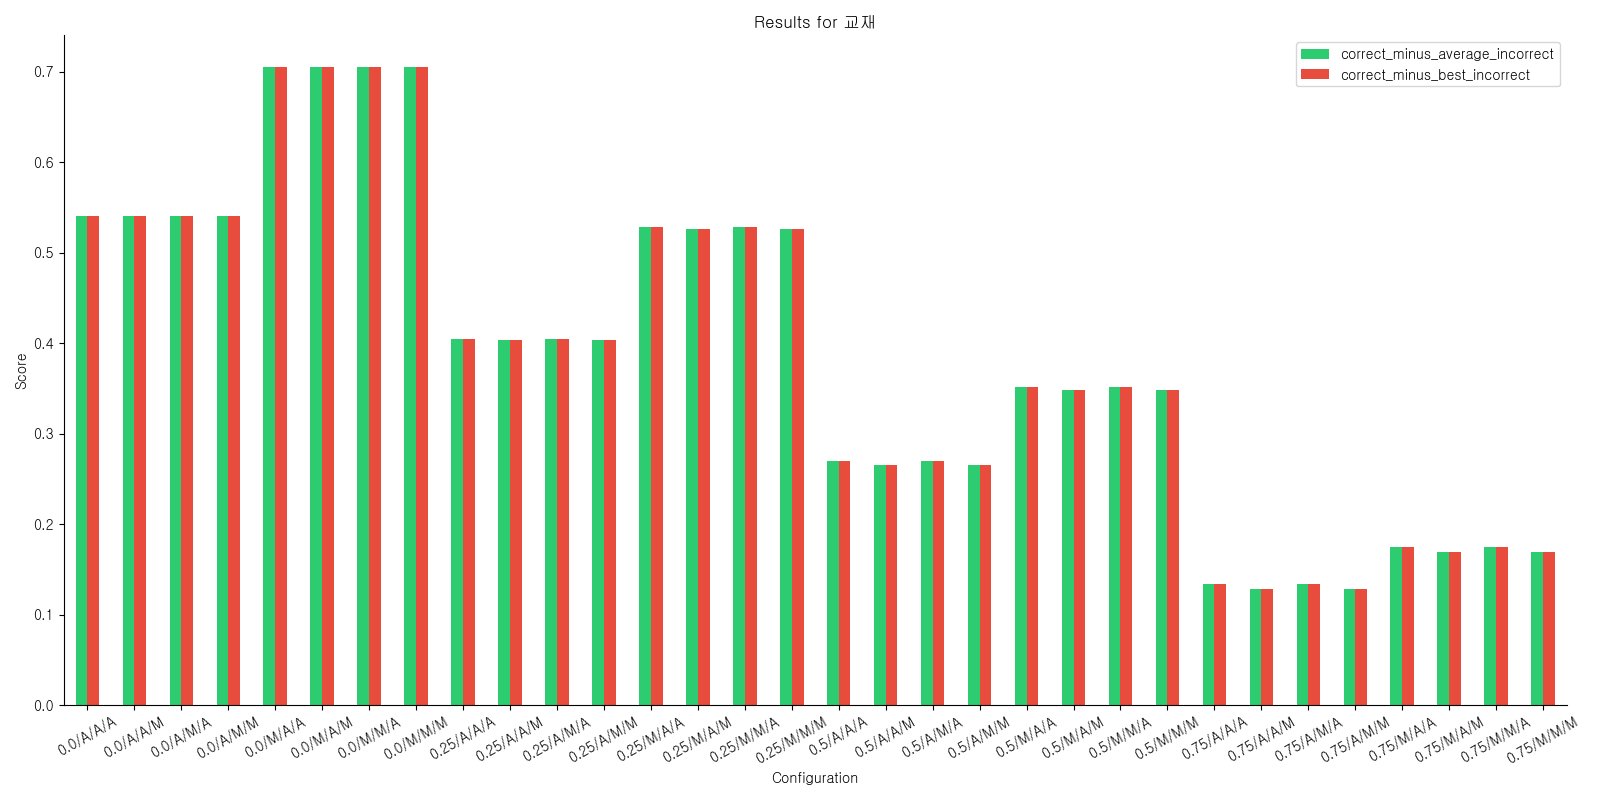 Results for 교재
correct_minus_average_incorrect
correct_minus_best_incorrect
0.7
0.6
0.5
0.4
0.3
0.2
0.1
0.0
Score
0.0/A/A/A
0.0/A/A/M
0.0/A/M/A
0.0/A/M/M
0.0/M/A/A
0.0/M/A/M
0.0/M/M/A
0.0/M/M/M
0.25/A/A/A
0.25/A/A/M
0.25/A/M/A
0.25/A/M/M
0.25/M/A/A
0.25/M/A/M
0.25/M/M/A
0.25/M/M/M
0.5/A/A/A
0.5/A/A/M
0.5/A/M/A
0.5/A/M/M
0.5/M/A/A
0.5/M/A/M
0.5/M/M/A
0.5/M/M/M
0.75/A/A/A
0.75/A/A/M
0.75/A/M/A
0.75/A/M/M
0.75/M/A/A
0.75/M/A/M
0.75/M/M/A
0.75/M/M/M
Configuration